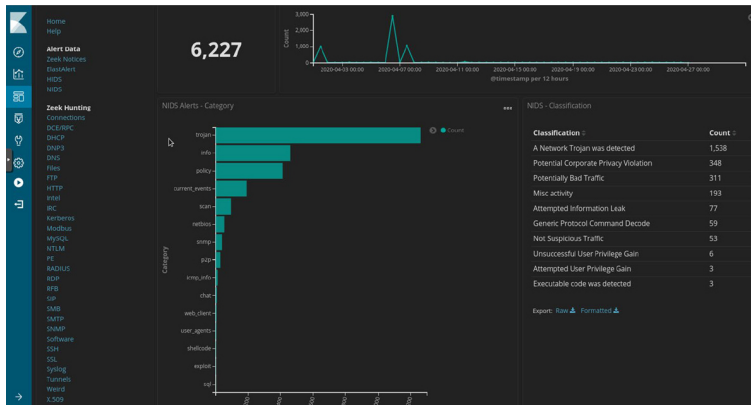 Home
Help
Alert Data
Zeek Notices
ElastAlert
HIDS
NIDS
Zeek Hunting
Connections
DCE/RPC
DHCP
DNP3
DNS
Files
FTP
HTTP
Intel
IRC
Kerberos
Modbus
MySQL
NTLM
PE
RADIUS
RDP
RFB
SIP
SMB
SMTP
SNMP
Software
SSH
SSL
Syslog
Tunnels
Weird
X.509
6,227
Count
3,000
2,000
1,000
0
2020-04-03 00:00 2020-04-07 00:00 2020-04-11 00:00 2020-04-15 00:00 2020-04-19 00:00 2020-04-23 00:00 2020-04-27 00:00
@timestamp per 12 hours
NIDS Alerts - Category
Count
Category
trojan
info
policy
current_events
scan
netbios
snmp
p2p
icmp_info
chat
web_client
user_agents
shellcode
exploit
sql
NIDS - Classification
Classification Count
A Network Trojan was detected 1,538
Potential Corporate Privacy Violation 348
Potentially Bad Traffic 311
Misc activity 193
Attempted Information Leak 77
Generic Protocol Command Decode 59
Not Suspicious Traffic 53
Unsuccessful User Privilege Gain 6
Attempted User Privilege Gain 3
Executable code was detected 3
Export: Raw Formatted